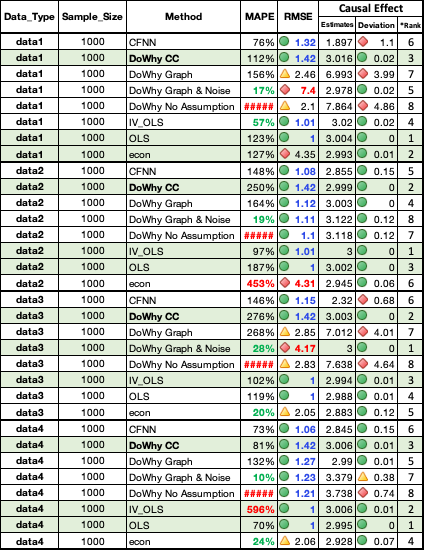 Data_Type Sample_Size Method MAPE RMSE Causal Effect
Estimates Deviation *Rank
data1 1000 CFNN 76% 1.32 1.897 1.1 6
data1 1000 DoWhy CC 112% 1.42 3.016 0.02 3
data1 1000 DoWhy Graph 156% 2.46 6.993 3.99 7
data1 1000 DoWhy Graph & Noise 17% 7.4 2.978 0.02 5
data1 1000 DoWhy No Assumption ##### 2.1 7.864 4.86 8
data1 1000 IV_OLS 57% 1.01 3.02 0.02 4
data1 1000 OLS 123% 1 3.004 0 1
data1 1000 econ 127% 4.35 2.993 0.01 2
data2 1000 CFNN 148% 1.08 2.855 0.15 5
data2 1000 DoWhy CC 250% 1.42 2.999 0 2
data2 1000 DoWhy Graph 164% 1.12 3.003 0 4
data2 1000 DoWhy Graph & Noise 19% 1.11 3.122 0.12 8
data2 1000 DoWhy No Assumption ##### 1.1 3.118 0.12 7
data2 1000 IV_OLS 97% 1.01 3 0 1
data2 1000 OLS 187% 1 3.002 0 3
data2 1000 econ 453% 4.31 2.945 0.06 6
data3 1000 CFNN 146% 1.15 2.32 0.68 6
data3 1000 DoWhy CC 276% 1.42 3.003 0 2
data3 1000 DoWhy Graph 268% 2.85 7.012 4.01 7
data3 1000 DoWhy Graph & Noise 28% 4.17 3 0 1
data3 1000 DoWhy No Assumption ##### 2.83 7.638 4.64 8
data3 1000 IV_OLS 102% 1 2.994 0.01 3
data3 1000 OLS 119% 1 2.988 0.01 4
data3 1000 econ 20% 2.05 2.883 0.12 5
data4 1000 CFNN 73% 1.06 2.845 0.15 6
data4 1000 DoWhy CC 81% 1.42 3.006 0.01 3
data4 1000 DoWhy Graph 132% 1.27 2.99 0.01 5
data4 1000 DoWhy Graph & Noise 10% 1.23 3.379 0.38 7
data4 1000 DoWhy No Assumption ##### 1.21 3.738 0.74 8
data4 1000 IV_OLS 596% 1 3.006 0.01 2
data4 1000 OLS 70% 1 2.995 0 1
data4 1000 econ 24% 2.06 2.928 0.07 4